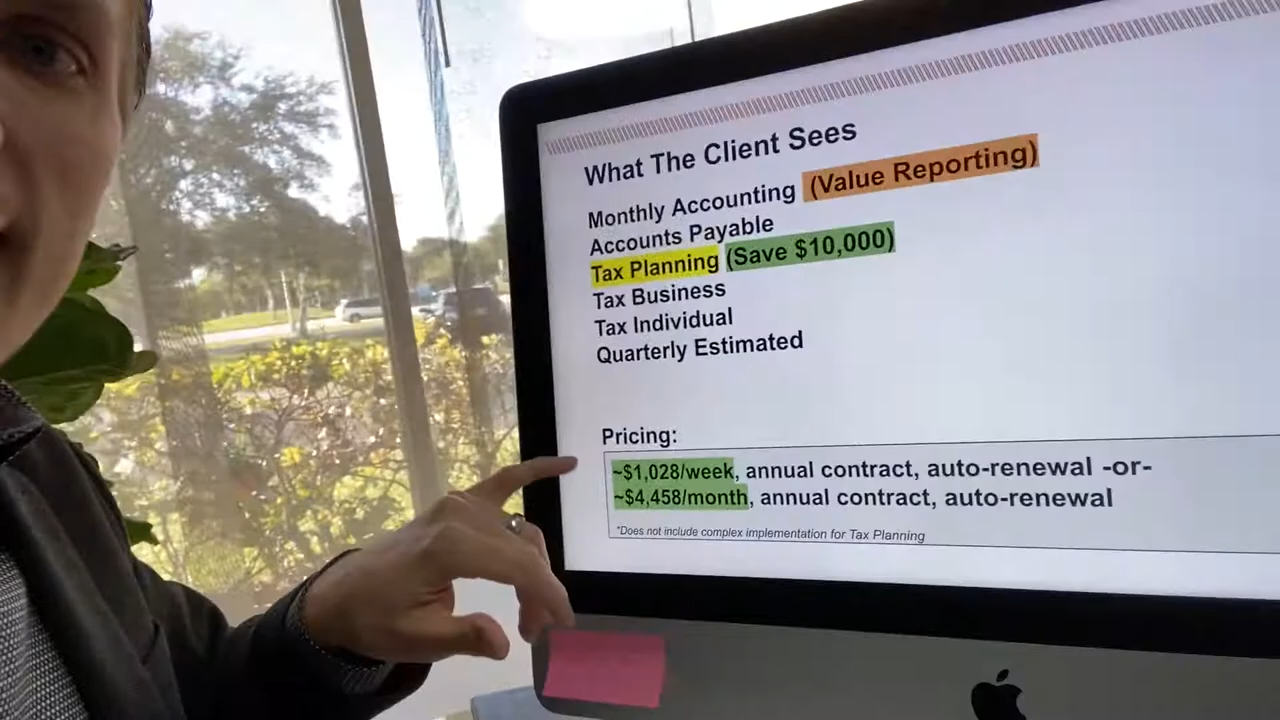 What The Client Sees
Monthly Accounting (Value Reporting)
Accounts Payable
Tax Planning (Save $10,000)
Tax Business
Tax Individual
Quarterly Estimated
Pricing:
~$1,028/week, annual contract, auto-renewal -or-
~$4,458/month, annual contract, auto-renewal
*Does not include complex implementation for Tax Planning